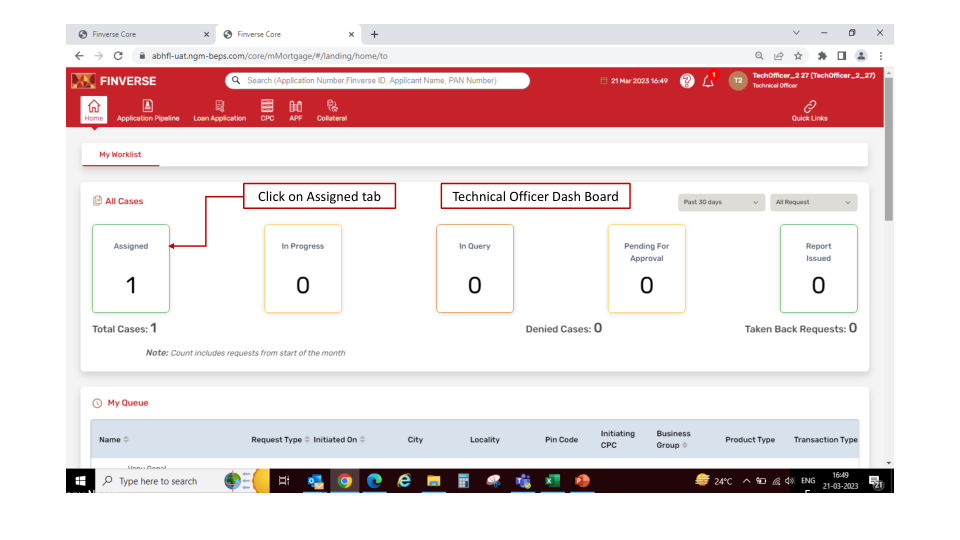 Finverse Core
Finverse Core
abhfl-uat.ngm-beps.com/core/mMortgage/#/landing/home/to
FINVERSE
Search (Application Number,Finverse ID, Applicant Name, PAN Number)
21 Mar 2023 16:49
1
T2
TechOfficer_2 27 (TechOfficer_2_27)
Technical Officer
Home
Application Pipeline
Loan Application
CPC
APF
Collateral
Quick Links
My Worklist
All Cases
Click on Assigned tab
Technical Officer Dash Board
Past 30 days
All Request
Assigned
1
In Progress
0
In Query
0
Pending For
Approval
0
Report
Issued
0
Total Cases: 1
Denied Cases: 0
Taken Back Requests: 0
Note: Count includes requests from start of the month
My Queue
Name
Request Type
Initiated On
City
Locality
Pin Code
Initiating
CPC
Business
Group
Product Type
Transaction Type
Type here to search
24°C
ENG
16:49
21-03-2023
21